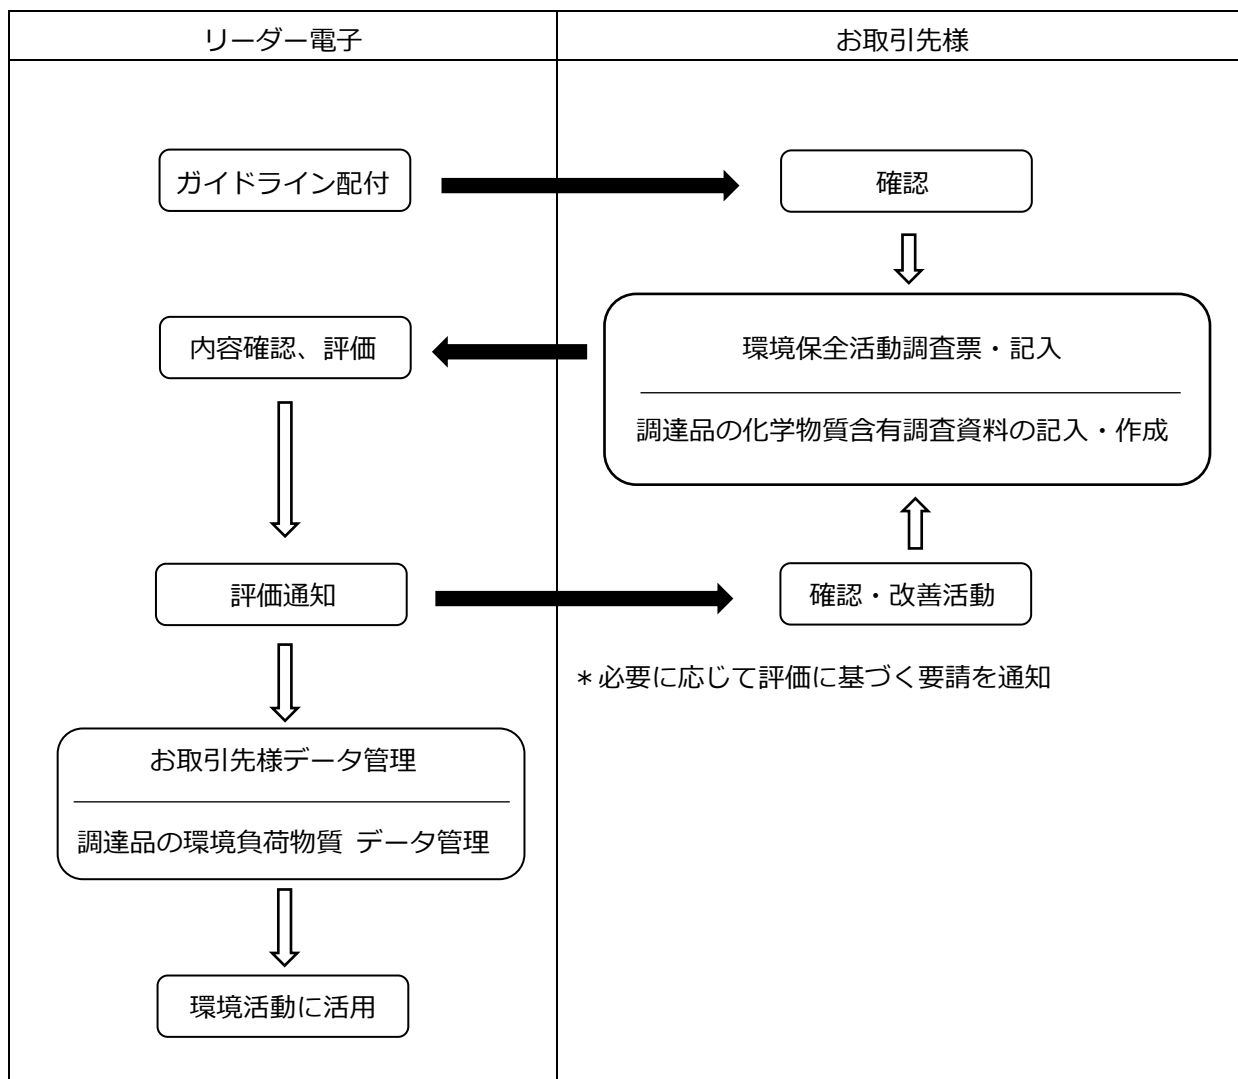 リーダー電子
お取引先様
ガイドライン配付
確認
環境保全活動調査票・記入
調達品の化学物質含有調査資料の記入・作成
内容確認、評価
評価通知
確認・改善活動
＊必要に応じて評価に基づく要請を通知
お取引先様データ管理
調達品の環境負荷物質 データ管理
環境活動に活用